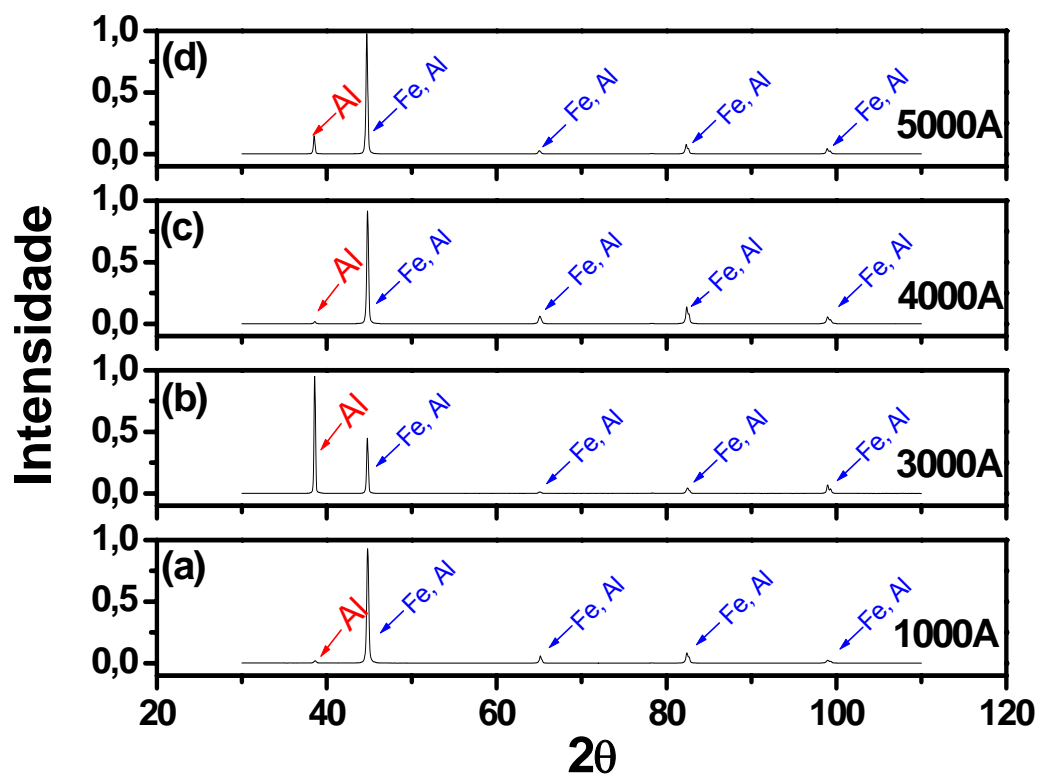 Intensidade
1,0
0,5
0,0
(d)
Al
Fe, Al
Fe, Al
Fe, Al
Fe, Al
5000A
1,0
0,5
0,0
(c)
Al
Fe, Al
Fe, Al
Fe, Al
Fe, Al
4000A
1,0
0,5
0,0
(b)
Al
Fe, Al
Fe, Al
Fe, Al
Fe, Al
3000A
1,0
0,5
0,0
(a)
Al
Fe, Al
Fe, Al
Fe, Al
Fe, Al
1000A
20 40 60 80 100 120
2θ